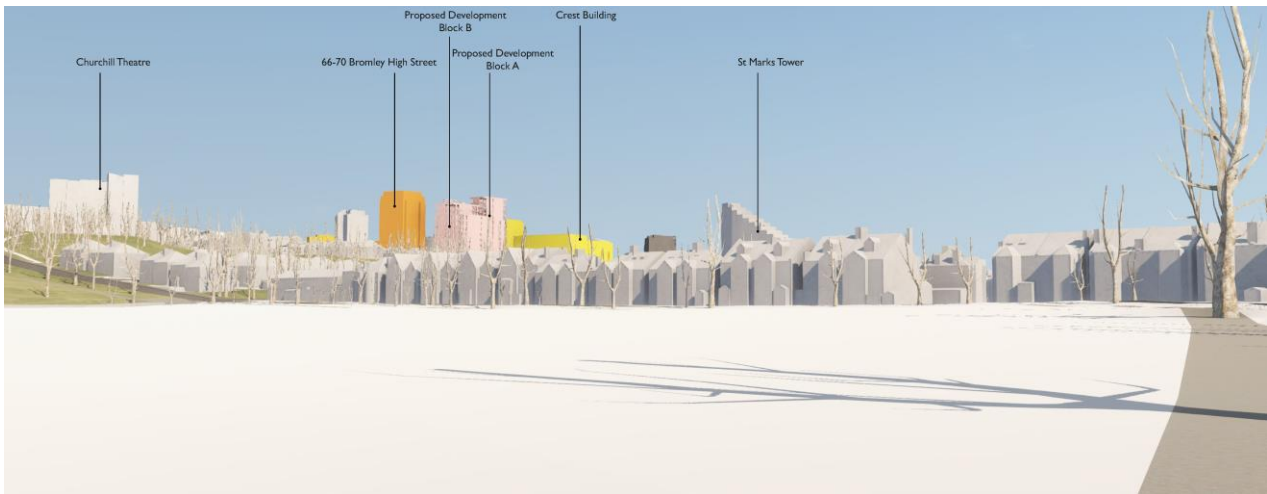 Proposed Development
Block B
Crest Building
Churchill Theatre
66-70 Bromley High Street
Proposed Development
Block A
St Marks Tower